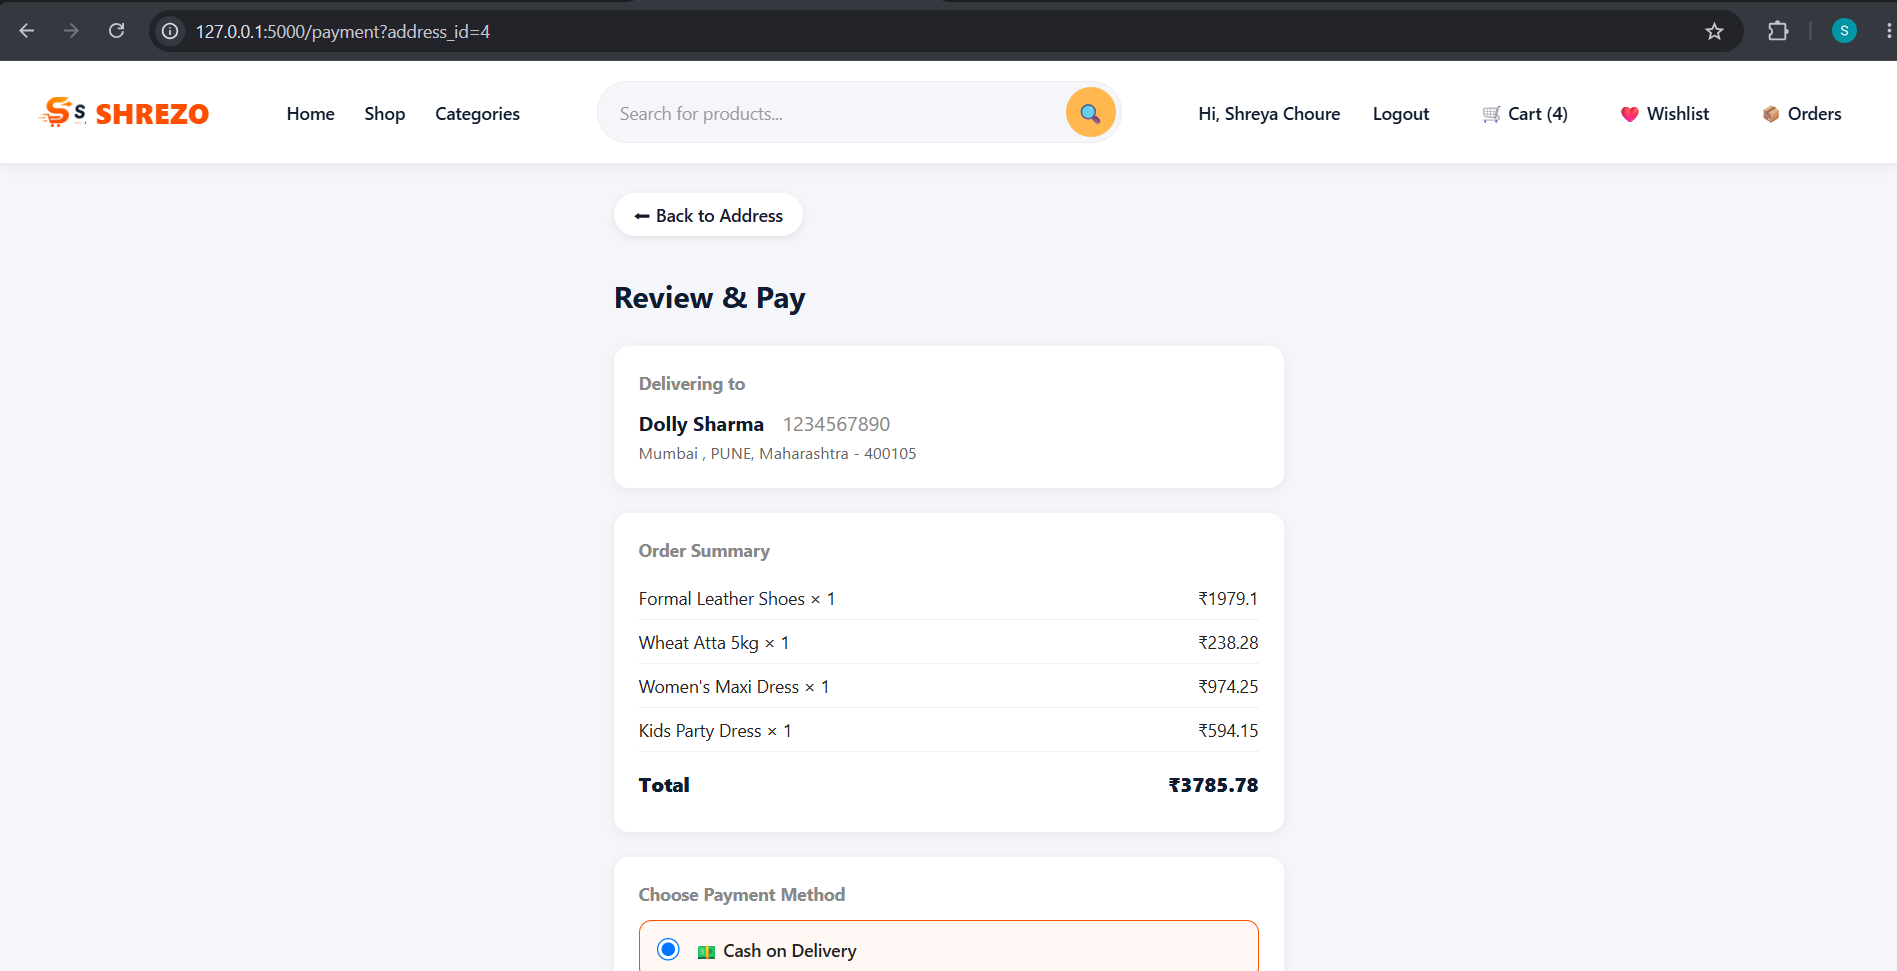 127.0.0.1:5000/payment?address_id=4
S
S s SHREZO
Home Shop Categories
Search for products...
Hi, Shreya Choure Logout Cart (4) Wishlist Orders
Back to Address
Review & Pay
Delivering to
Dolly Sharma 1234567890
Mumbai , PUNE, Maharashtra - 400105
Order Summary
Formal Leather Shoes × 1 ₹1979.1
Wheat Atta 5kg × 1 ₹238.28
Women's Maxi Dress × 1 ₹974.25
Kids Party Dress × 1 ₹594.15
Total ₹3785.78
Choose Payment Method
Cash on Delivery